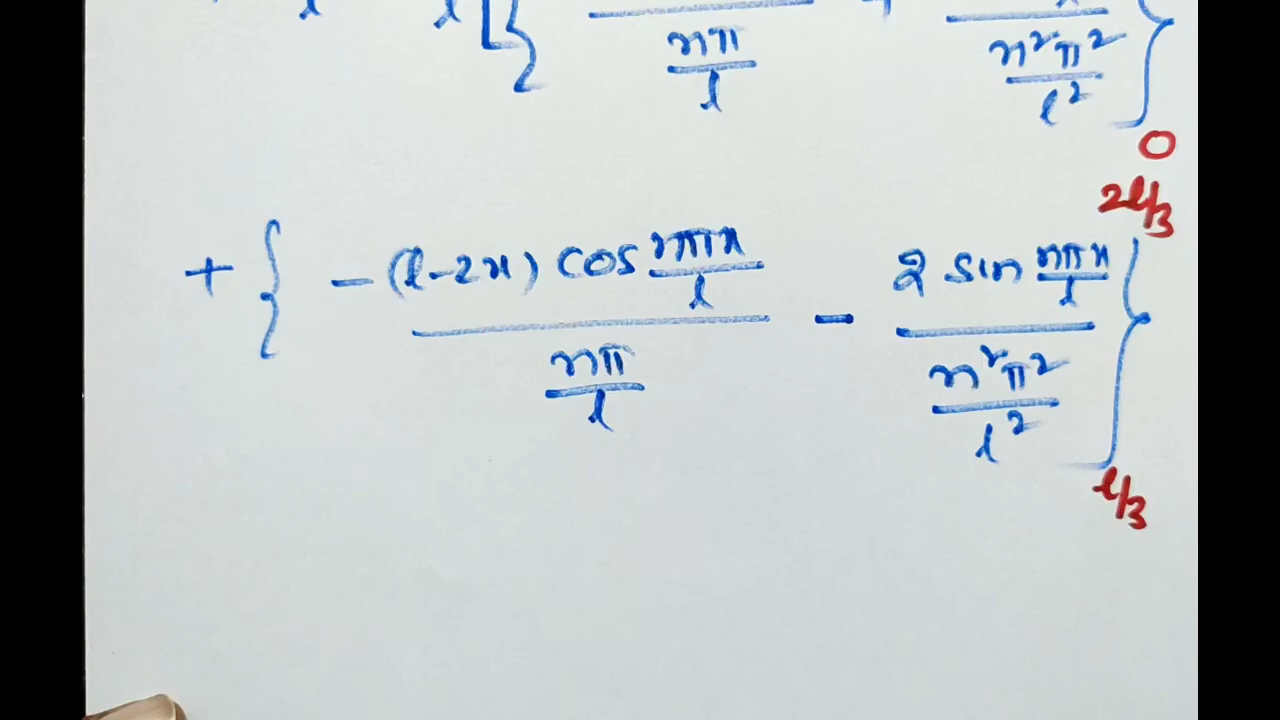 l l [{ nπ/l n²π²/l² }
0
2l/3
+ { -(l-2x) cos nπx/l / nπ/l - 2 sin nπx/l / n²π²/l² }
l/3